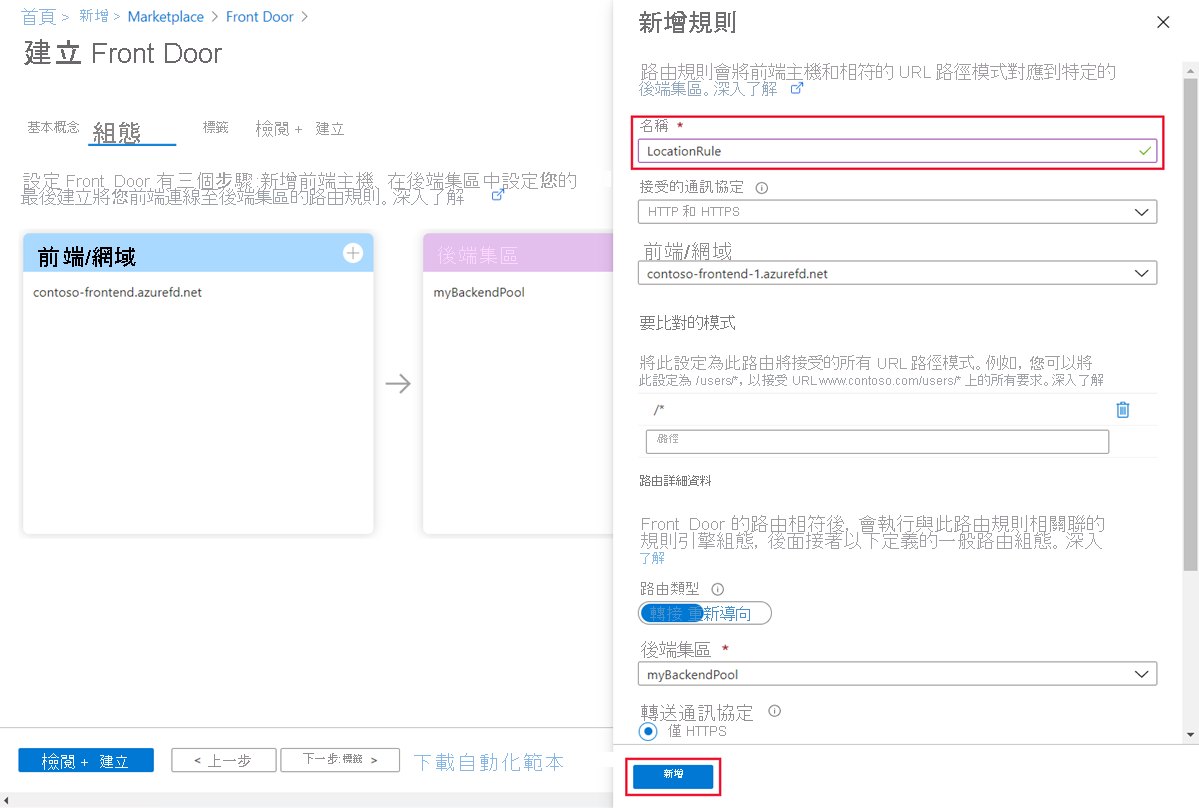 首頁 > 新增 > Marketplace > Front Door >
建立 Front Door
基本概念 組態 標籤 檢閱 + 建立
設定 Front Door 有三個步驟: 新增前端主機, 在後端集區中設定您的
最後建立將您前端連線至後端集區的路由規則。深入了解
前端/網域
contoso-frontend.azurefd.net
後端集區
myBackendPool
檢閱 + 建立
< 上一步
下一步: 標籤 >
下載自動化範本
新增規則
路由規則會將前端主機和相符的 URL 路徑模式對應到特定的
後端集區。深入了解
名稱 *
LocationRule
接受的通訊協定
HTTP 和 HTTPS
前端/網域
contoso-frontend-1.azurefd.net
要比對的模式
將此設定為此路由將接受的所有 URL 路徑模式。例如, 您可以將
此設定為 /users/*, 以接受 URL www.contoso.com/users/* 上的所有要求。深入了解
/*
路徑
路由詳細資料
Front Door 的路由相符後, 會執行與此路由規則相關聯的
規則引擎組態, 後面接著以下定義的一般路由組態。深入
了解
路由類型
轉接 重新導向
後端集區 *
myBackendPool
轉送通訊協定
僅 HTTPS
新增